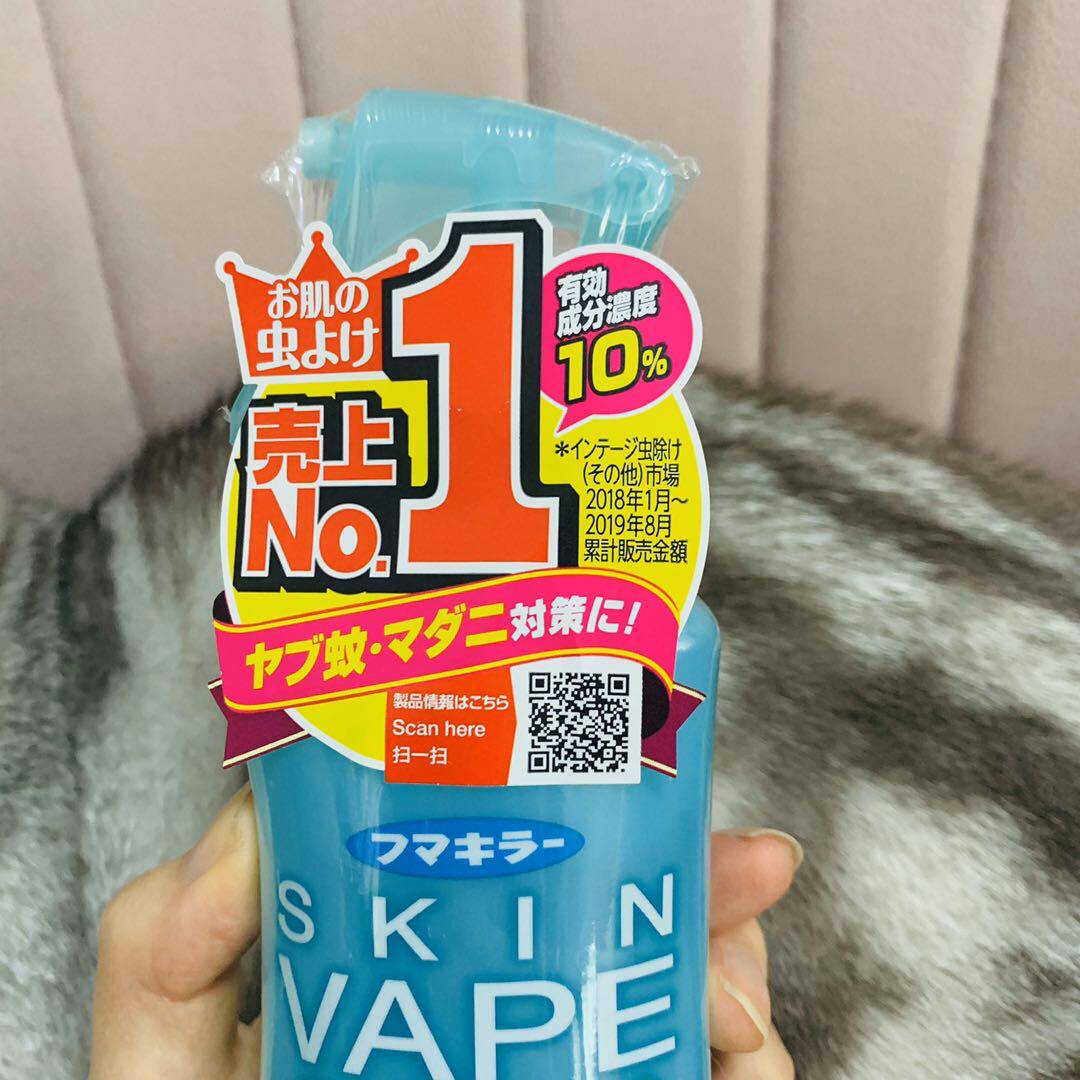 お肌の
虫よけ
売上
No.1
有効
成分濃度
10%
*インテージ虫除け
(その他)市場
2018年1月～
2019年8月
累計販売金額
ヤブ蚊・マダニ対策に!
製品情報はこちら
Scan here
扫一扫
フマキラー
SKIN
VAPE